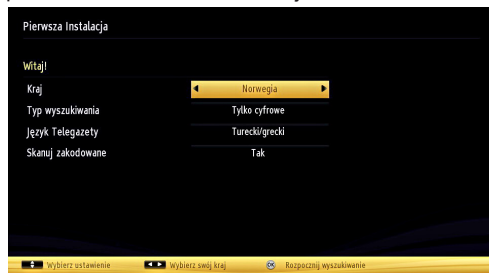 Pierwsza Instalacja
Witaj!
Kraj Norwegia
Typ wyszukiwania Tylko cyfrowe
Język Telegazety Turecki/grecki
Skanuj zakodowane Tak
Wybierz ustawienie Wybierz swój kraj OK Rozpocznij wyszukiwanie